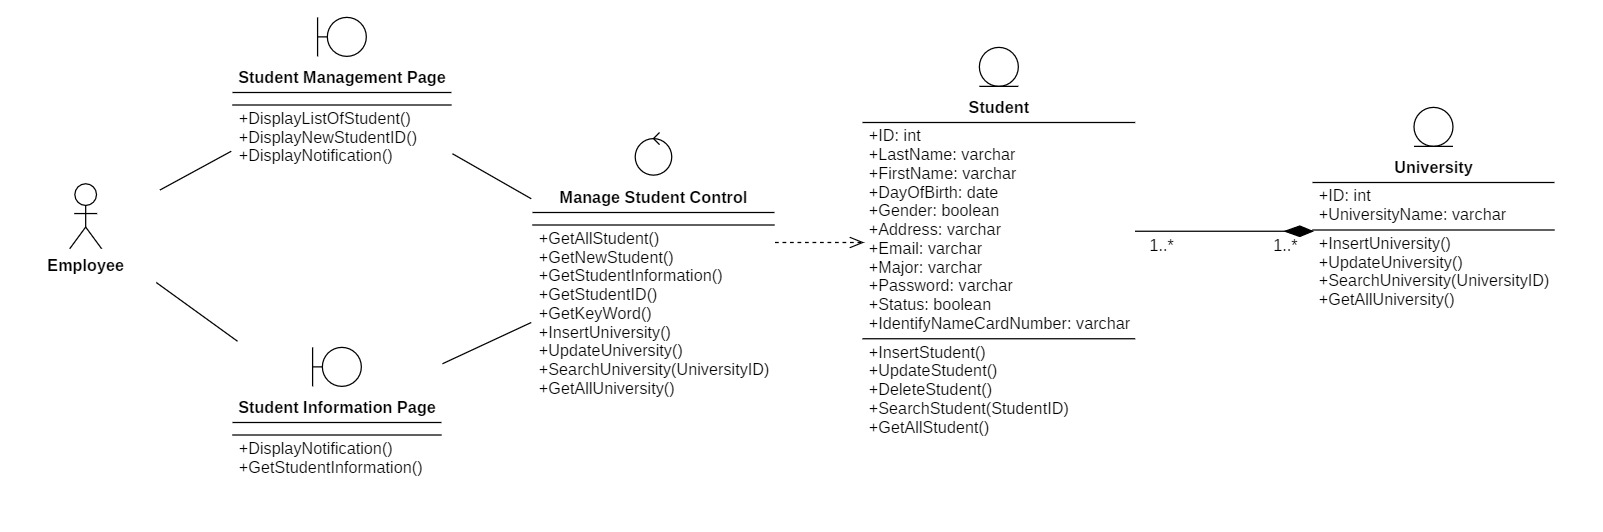 Student Management Page
+DisplayListOfStudent()
+DisplayNewStudentID()
+DisplayNotification()
Employee
Student Information Page
+DisplayNotification()
+GetStudentInformation()
Manage Student Control
+GetAllStudent()
+GetNewStudent()
+GetStudentInformation()
+GetStudentID()
+GetKeyWord()
+InsertUniversity()
+UpdateUniversity()
+SearchUniversity(UniversityID)
+GetAllUniversity()
Student
+ID: int
+LastName: varchar
+FirstName: varchar
+DayOfBirth: date
+Gender: boolean
+Address: varchar
+Email: varchar
+Major: varchar
+Password: varchar
+Status: boolean
+IdentifyNameCardNumber: varchar
+InsertStudent()
+UpdateStudent()
+DeleteStudent()
+SearchStudent(StudentID)
+GetAllStudent()
1..*
1..*
University
+ID: int
+UniversityName: varchar
+InsertUniversity()
+UpdateUniversity()
+SearchUniversity(UniversityID)
+GetAllUniversity()